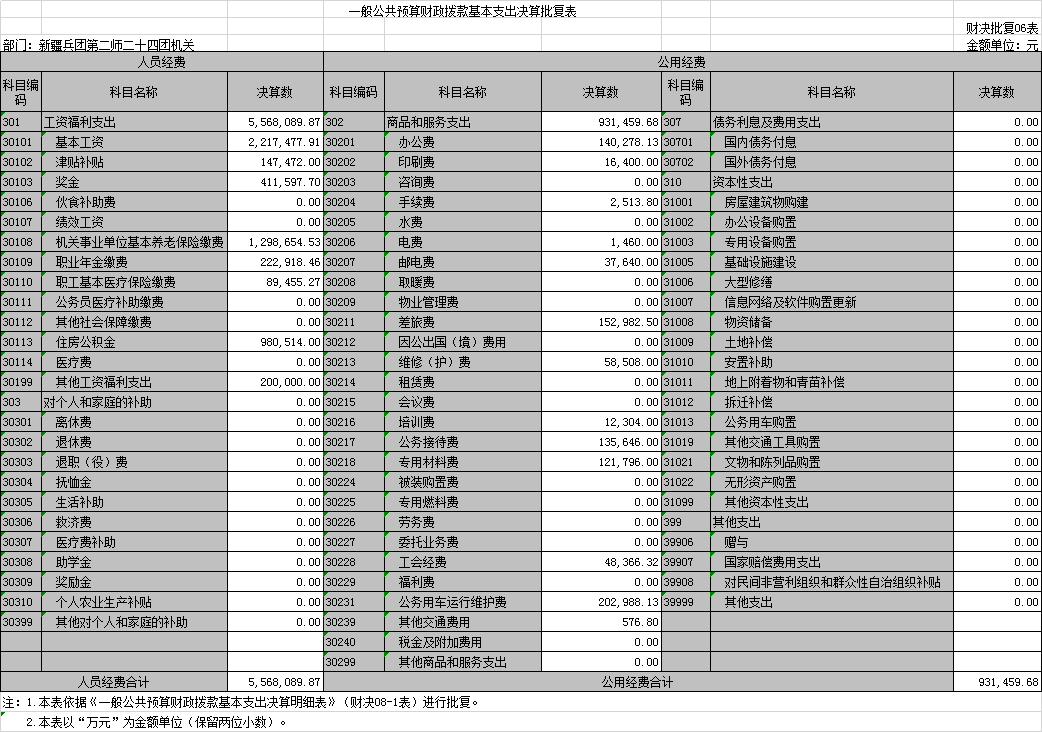 一般公共预算财政拨款基本支出决算批复表
财决批复06表
部门：新疆兵团第二师二十四团机关 金额单位：元
人员经费 公用经费
科目编码 科目名称 决算数 科目编码 科目名称 决算数 科目编码 科目名称 决算数
301 工资福利支出 5,568,089.87 302 商品和服务支出 931,459.68 307 债务利息及费用支出 0.00
30101 基本工资 2,217,477.91 30201 办公费 140,278.13 30701 国内债务付息 0.00
30102 津贴补贴 147,472.00 30202 印刷费 16,400.00 30702 国外债务付息 0.00
30103 奖金 411,597.70 30203 咨询费 0.00 310 资本性支出 0.00
30106 伙食补助费 0.00 30204 手续费 2,513.80 31001 房屋建筑物购建 0.00
30107 绩效工资 0.00 30205 水费 0.00 31002 办公设备购置 0.00
30108 机关事业单位基本养老保险缴费 1,298,654.53 30206 电费 1,460.00 31003 专用设备购置 0.00
30109 职业年金缴费 222,918.46 30207 邮电费 37,640.00 31005 基础设施建设 0.00
30110 职工基本医疗保险缴费 89,455.27 30208 取暖费 0.00 31006 大型修缮 0.00
30111 公务员医疗补助缴费 0.00 30209 物业管理费 0.00 31007 信息网络及软件购置更新 0.00
30112 其他社会保障缴费 0.00 30211 差旅费 152,982.50 31008 物资储备 0.00
30113 住房公积金 980,514.00 30212 因公出国（境）费用 0.00 31009 土地补偿 0.00
30114 医疗费 0.00 30213 维修（护）费 58,508.00 31010 安置补助 0.00
30199 其他工资福利支出 200,000.00 30214 租赁费 0.00 31011 地上附着物和青苗补偿 0.00
303 对个人和家庭的补助 0.00 30215 会议费 0.00 31012 拆迁补偿 0.00
30301 离休费 0.00 30216 培训费 12,304.00 31013 公务用车购置 0.00
30302 退休费 0.00 30217 公务接待费 135,646.00 31019 其他交通工具购置 0.00
30303 退职（役）费 0.00 30218 专用材料费 121,796.00 31021 文物和陈列品购置 0.00
30304 抚恤金 0.00 30224 被装购置费 0.00 31022 无形资产购置 0.00
30305 生活补助 0.00 30225 专用燃料费 0.00 31099 其他资本性支出 0.00
30306 救济费 0.00 30226 劳务费 0.00 399 其他支出 0.00
30307 医疗费补助 0.00 30227 委托业务费 0.00 39906 赠与 0.00
30308 助学金 0.00 30228 工会经费 48,366.32 39907 国家赔偿费用支出 0.00
30309 奖励金 0.00 30229 福利费 0.00 39908 对民间非营利组织和群众性自治组织补贴 0.00
30310 个人农业生产补贴 0.00 30231 公务用车运行维护费 202,988.13 39999 其他支出 0.00
30399 其他对个人和家庭的补助 0.00 30239 其他交通费用 576.80
30240 税金及附加费用 0.00
30299 其他商品和服务支出 0.00
人员经费合计 5,568,089.87 公用经费合计 931,459.68
注：1.本表依据《一般公共预算财政拨款基本支出决算明细表》（财决08-1表）进行批复。
2.本表以“万元”为金额单位（保留两位小数）。